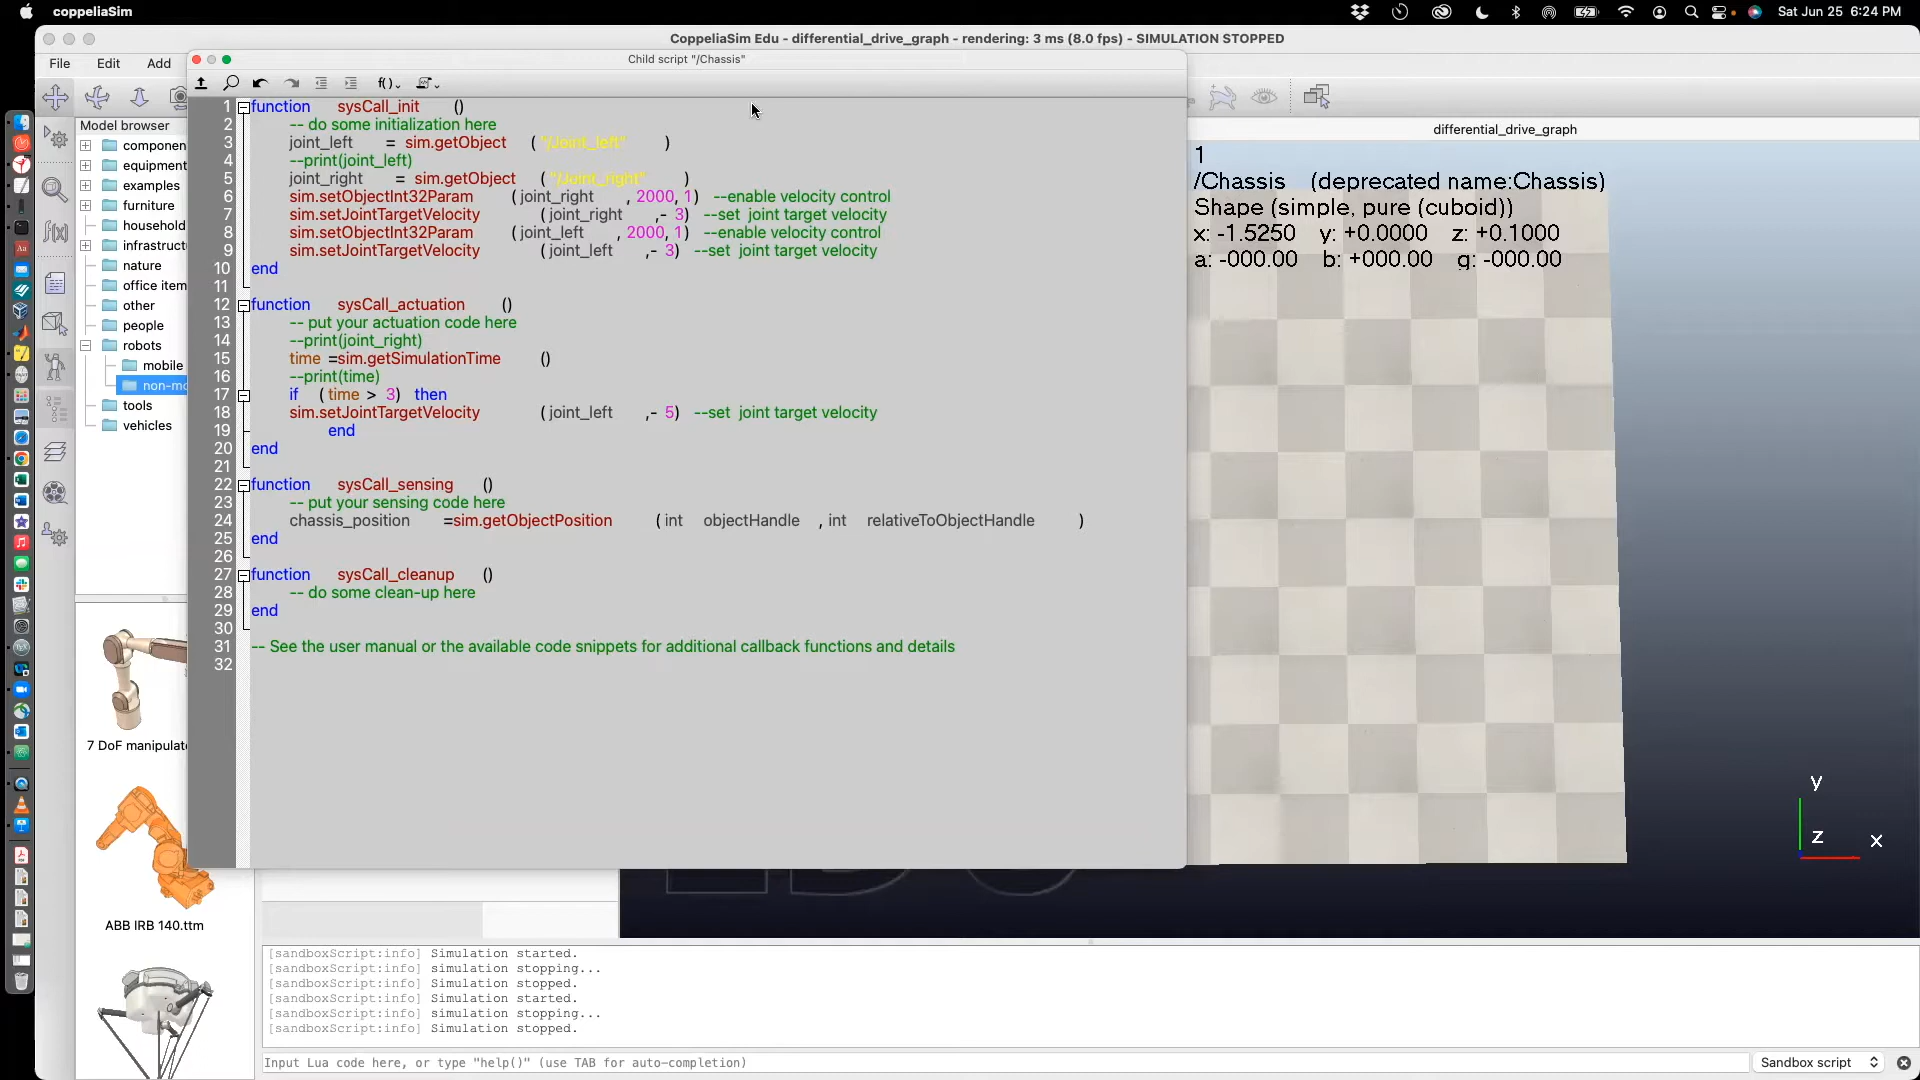 coppeliaSim
Sat Jun 25 6:24 PM
CoppeliaSim Edu - differential_drive_graph - rendering: 3 ms (8.0 fps) - SIMULATION STOPPED
File Edit Add
Child script "/Chassis"
f()
1 function sysCall_init ()
2 -- do some initialization here
3 joint_left = sim.getObject ( "/Joint_left" )
4 --print(joint_left)
5 joint_right = sim.getObject ( "/Joint_right" )
6 sim.setObjectInt32Param (joint_right , 2000, 1) --enable velocity control
7 sim.setJointTargetVelocity (joint_right ,- 3) --set joint target velocity
8 sim.setObjectInt32Param (joint_left , 2000, 1) --enable velocity control
9 sim.setJointTargetVelocity (joint_left ,- 3) --set joint target velocity
10 end
11
12 function sysCall_actuation ()
13 -- put your actuation code here
14 --print(joint_right)
15 time =sim.getSimulationTime ()
16 --print(time)
17 if ( time > 3) then
18 sim.setJointTargetVelocity (joint_left ,- 5) --set joint target velocity
19 end
20 end
21
22 function sysCall_sensing ()
23 -- put your sensing code here
24 chassis_position =sim.getObjectPosition ( int objectHandle , int relativeToObjectHandle )
25 end
26
27 function sysCall_cleanup ()
28 -- do some clean-up here
29 end
30
31 -- See the user manual or the available code snippets for additional callback functions and details
32
Model browser
componen
equipment
examples
furniture
household
infrastruct
nature
office item
other
people
robots
mobile
non-mo
tools
vehicles
7 DoF manipulat
ABB IRB 140.ttm
differential_drive_graph
1
/Chassis (deprecated name:Chassis)
Shape (simple, pure (cuboid))
x: -1.5250 y: +0.0000 z: +0.1000
a: -000.00 b: +000.00 g: -000.00
y
z x
[sandboxScript:info] Simulation started.
[sandboxScript:info] simulation stopping...
[sandboxScript:info] Simulation stopped.
[sandboxScript:info] Simulation started.
[sandboxScript:info] simulation stopping...
[sandboxScript:info] Simulation stopped.
Input Lua code here, or type "help()" (use TAB for auto-completion)
Sandbox script